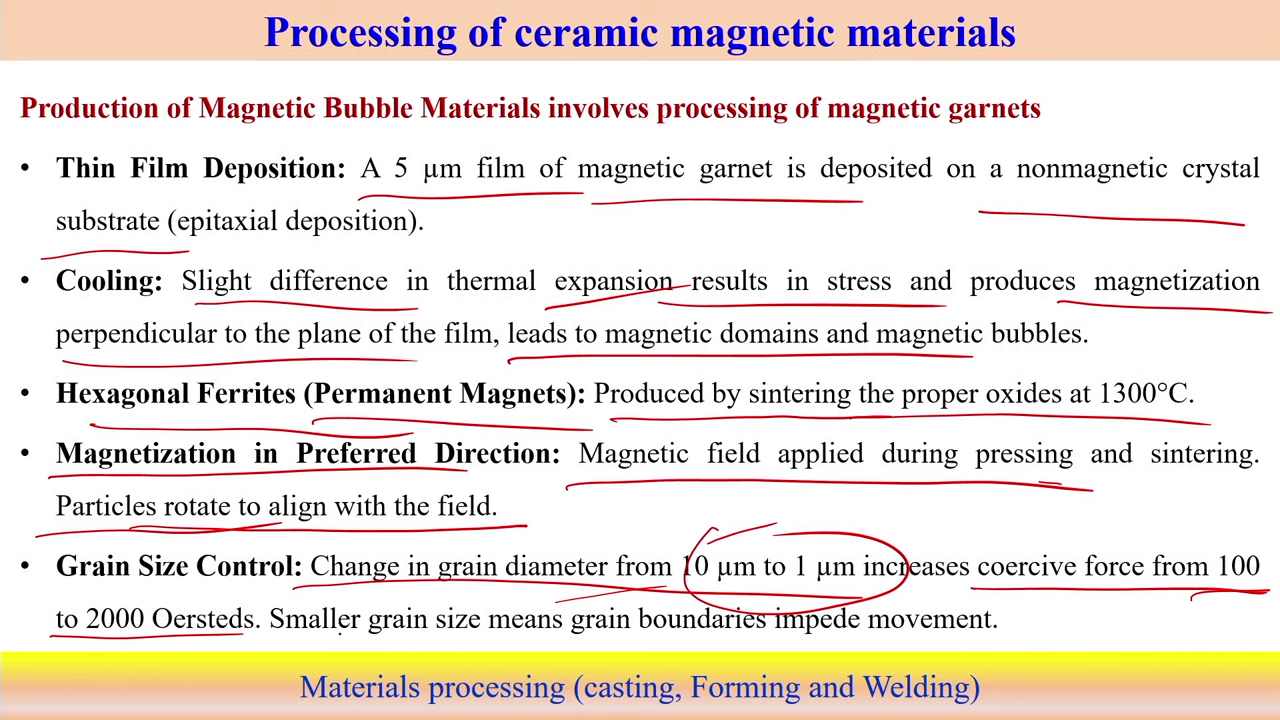 Processing of ceramic magnetic materials
Production of Magnetic Bubble Materials involves processing of magnetic garnets
• Thin Film Deposition: A 5 µm film of magnetic garnet is deposited on a nonmagnetic crystal
substrate (epitaxial deposition).
• Cooling: Slight difference in thermal expansion results in stress and produces magnetization
perpendicular to the plane of the film, leads to magnetic domains and magnetic bubbles.
• Hexagonal Ferrites (Permanent Magnets): Produced by sintering the proper oxides at 1300°C.
• Magnetization in Preferred Direction: Magnetic field applied during pressing and sintering.
Particles rotate to align with the field.
• Grain Size Control: Change in grain diameter from 10 µm to 1 µm increases coercive force from 100
to 2000 Oersteds. Smaller grain size means grain boundaries impede movement.
Materials processing (casting, Forming and Welding)